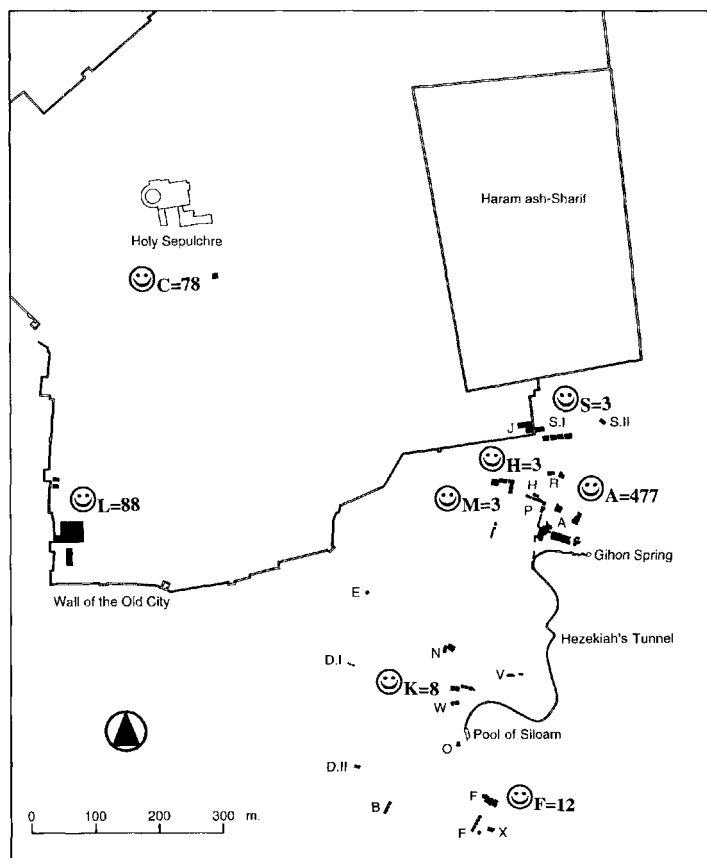 Haram ash-Sharif
Holy Sepulchre
C=78
S=3
J
S.I
S.II
H=3
H
R
L=88
M=3
A=477
P
A
Gihon Spring
E
Wall of the Old City
Hezekiah's Tunnel
N
D.I
V
K=8
W
Pool of Siloam
O
D.II
F
F=12
B
F
X
0 100 200 300 m.